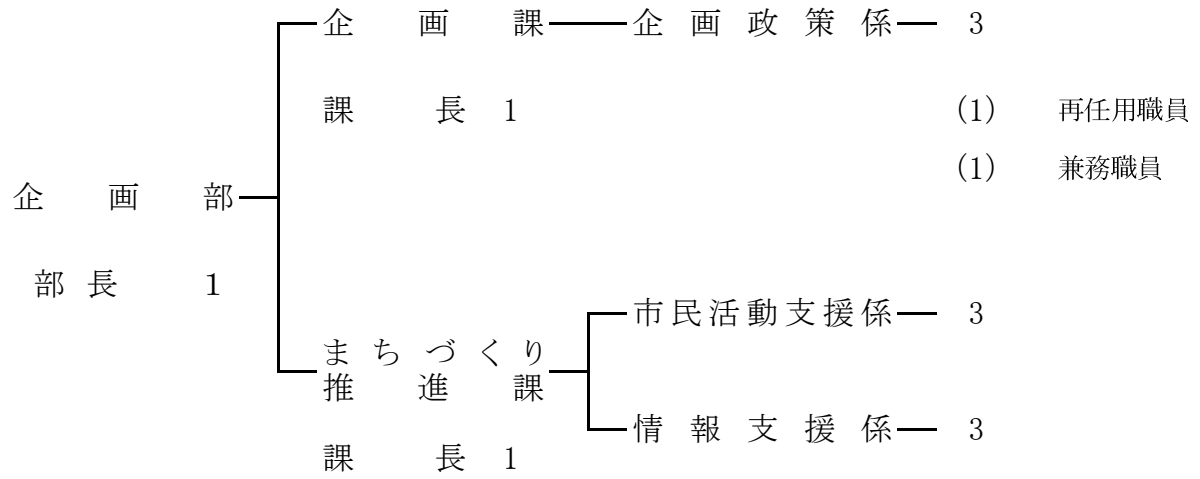 企画課 企画政策係 3
課長 1 (1) 再任用職員
(1) 兼務職員
企画部
部長 1
市民活動支援係 3
まちづくり
推進課
情報支援係 3
課長 1